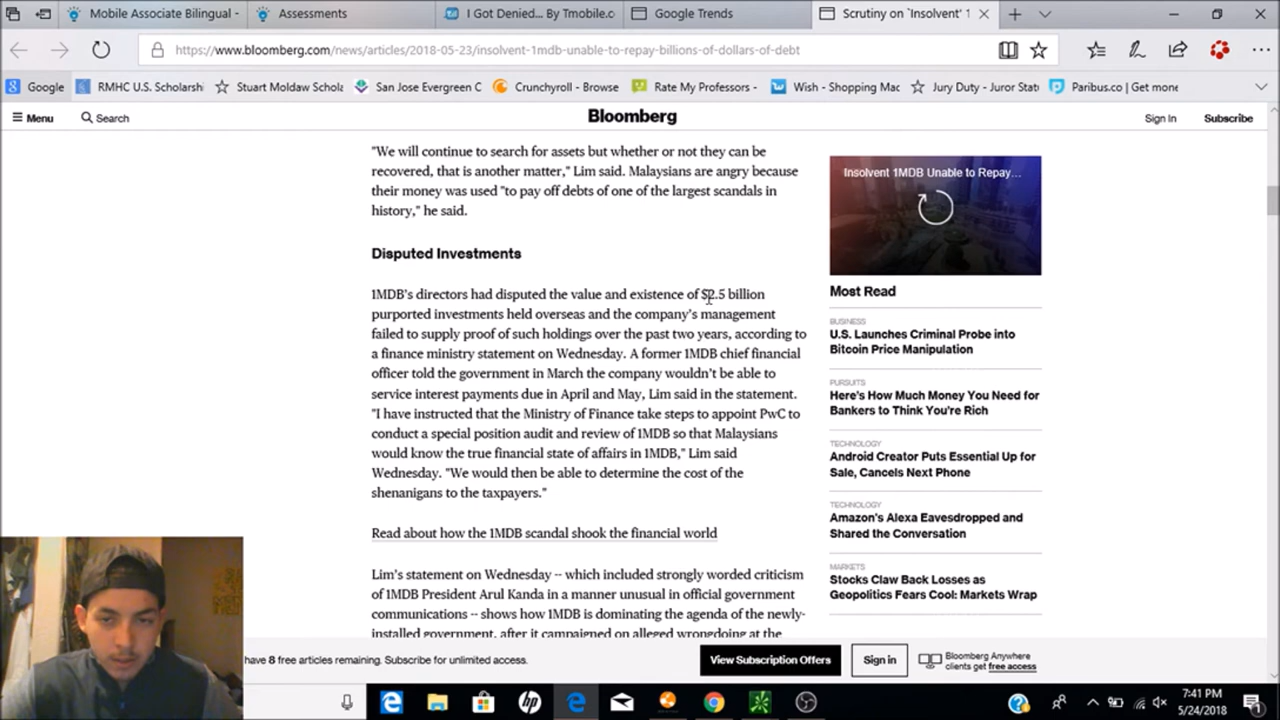 Mobile Associate Bilingual -
Assessments
I Got Denied... By Tmobile.c
Google Trends
Scrutiny on `Insolvent' 1
https://www.bloomberg.com/news/articles/2018-05-23/insolvent-1mdb-unable-to-repay-billions-of-dollars-of-debt
Google
RMHC U.S. Scholarshi
Stuart Moldaw Schola
San Jose Evergreen C
Crunchyroll - Browse
Rate My Professors -
Wish - Shopping Mad
Jury Duty - Juror Stat
Paribus.co | Get mone
Menu
Search
Bloomberg
Sign In
Subscribe
"We will continue to search for assets but whether or not they can be
recovered, that is another matter," Lim said. Malaysians are angry because
their money was used "to pay off debts of one of the largest scandals in
history," he said.
Disputed Investments
1MDB's directors had disputed the value and existence of $2.5 billion
purported investments held overseas and the company's management
failed to supply proof of such holdings over the past two years, according to
a finance ministry statement on Wednesday. A former 1MDB chief financial
officer told the government in March the company wouldn't be able to
service interest payments due in April and May, Lim said in the statement.
"I have instructed that the Ministry of Finance take steps to appoint PwC to
conduct a special position audit and review of 1MDB so that Malaysians
would know the true financial state of affairs in 1MDB," Lim said
Wednesday. "We would then be able to determine the cost of the
shenanigans to the taxpayers."
Read about how the 1MDB scandal shook the financial world
Lim's statement on Wednesday -- which included strongly worded criticism
of 1MDB President Arul Kanda in a manner unusual in official government
communications -- shows how 1MDB is dominating the agenda of the newly-
installed government, after it campaigned on alleged wrongdoing at the
Insolvent 1MDB Unable to Repay...
Most Read
BUSINESS
U.S. Launches Criminal Probe into
Bitcoin Price Manipulation
PURSUITS
Here's How Much Money You Need for
Bankers to Think You're Rich
TECHNOLOGY
Android Creator Puts Essential Up for
Sale, Cancels Next Phone
TECHNOLOGY
Amazon's Alexa Eavesdropped and
Shared the Conversation
MARKETS
Stocks Claw Back Losses as
Geopolitics Fears Cool: Markets Wrap
have 8 free articles remaining. Subscribe for unlimited access.
View Subscription Offers
Sign in
Bloomberg Anywhere
clients get free access
7:41 PM
5/24/2018